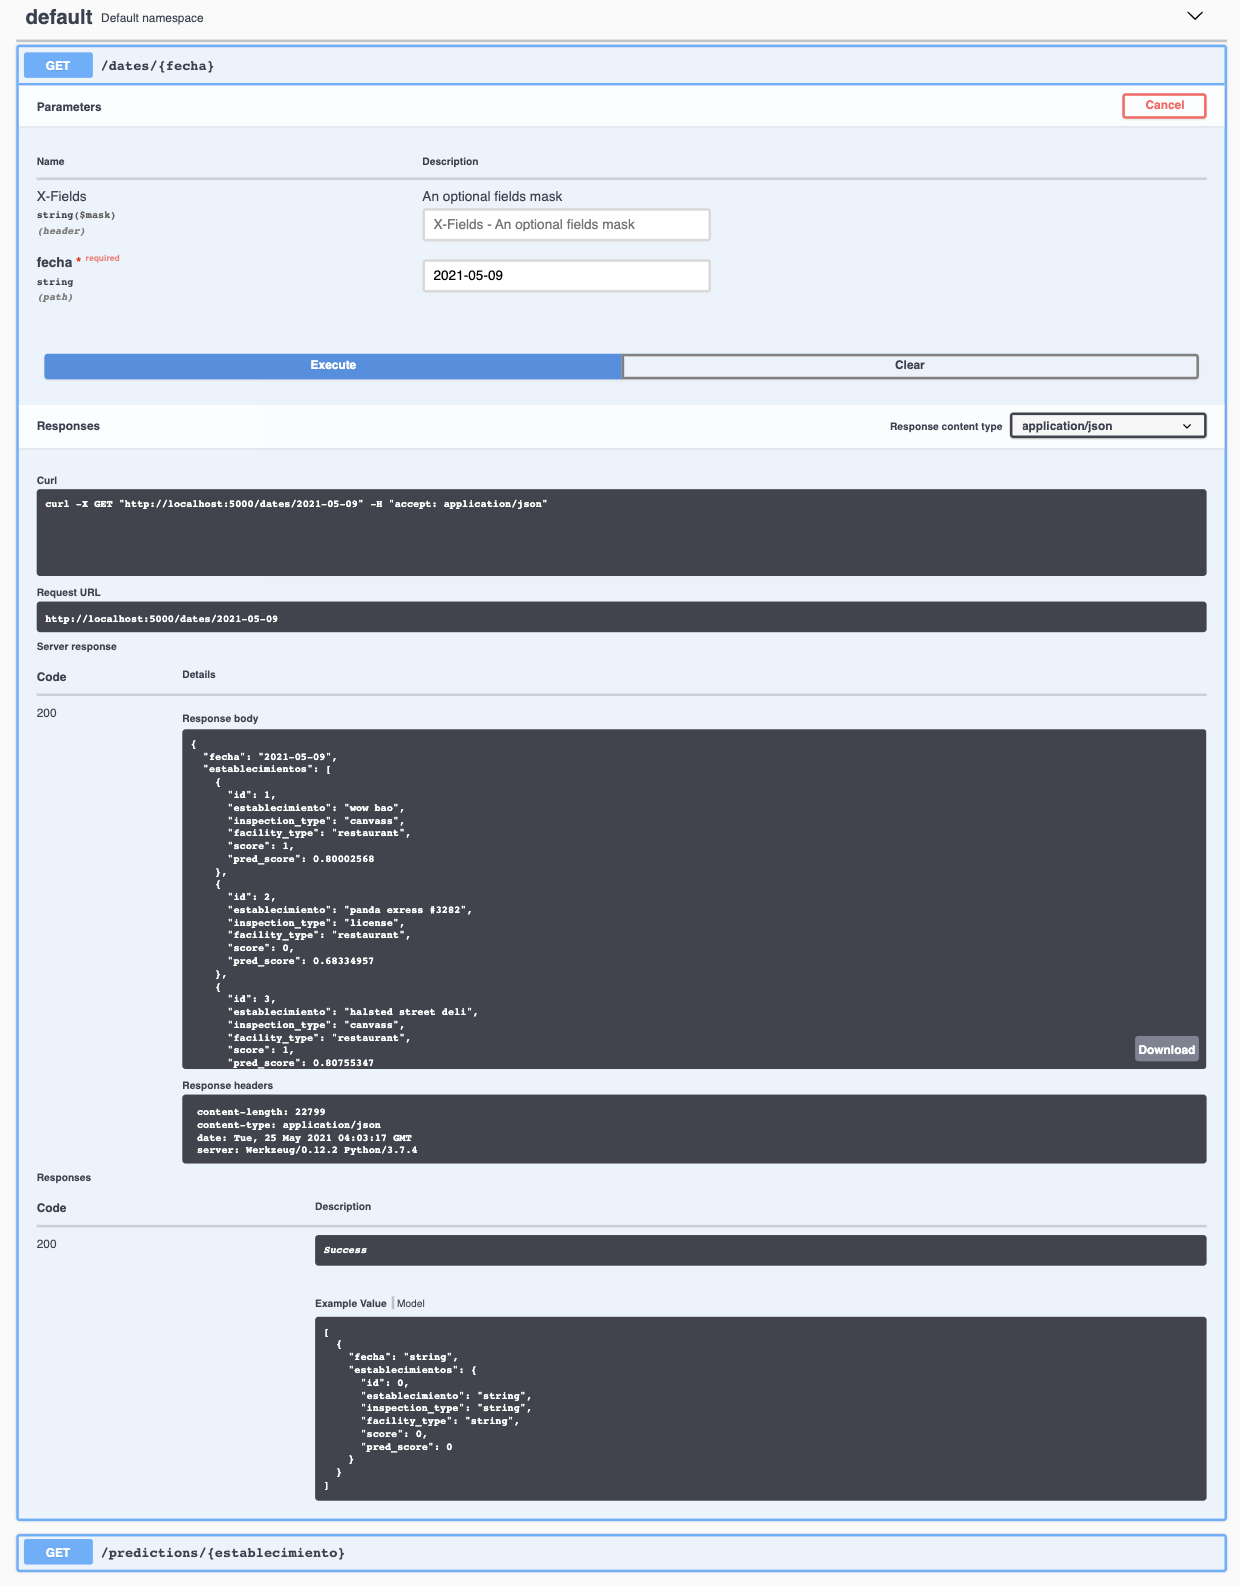 default Default namespace
GET /dates/{fecha}
Parameters
Cancel
Name Description
X-Fields An optional fields mask
string($mask)
(header)
X-Fields - An optional fields mask
fecha * required
string
(path)
2021-05-09
Execute Clear
Responses Response content type application/json
Curl
curl -X GET "http://localhost:5000/dates/2021-05-09" -H "accept: application/json"
Request URL
http://localhost:5000/dates/2021-05-09
Server response
Code Details
200
Response body
{
"fecha": "2021-05-09",
"establecimientos": [
{
"id": 1,
"establecimiento": "wow bao",
"inspection_type": "canvass",
"facility_type": "restaurant",
"score": 1,
"pred_score": 0.80002568
},
{
"id": 2,
"establecimiento": "panda exress #3282",
"inspection_type": "license",
"facility_type": "restaurant",
"score": 0,
"pred_score": 0.68334957
},
{
"id": 3,
"establecimiento": "halsted street deli",
"inspection_type": "canvass",
"facility_type": "restaurant",
"score": 1,
"pred_score": 0.80755347
Download
Response headers
content-length: 22799
content-type: application/json
date: Tue, 25 May 2021 04:03:17 GMT
server: Werkzeug/0.12.2 Python/3.7.4
Responses
Code Description
200
Success
Example Value Model
[
{
"fecha": "string",
"establecimientos": {
"id": 0,
"establecimiento": "string",
"inspection_type": "string",
"facility_type": "string",
"score": 0,
"pred_score": 0
}
}
]
GET /predictions/{establecimiento}